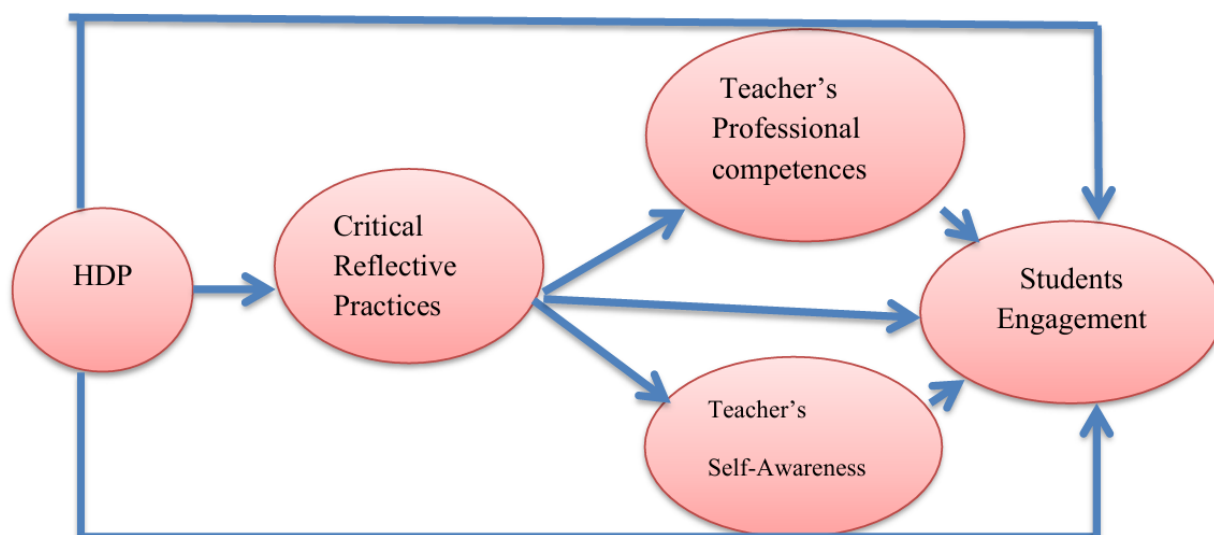 HDP
Critical
Reflective
Practices
Teacher’s
Professional
competences
Teacher’s
Self-Awareness
Students
Engagement